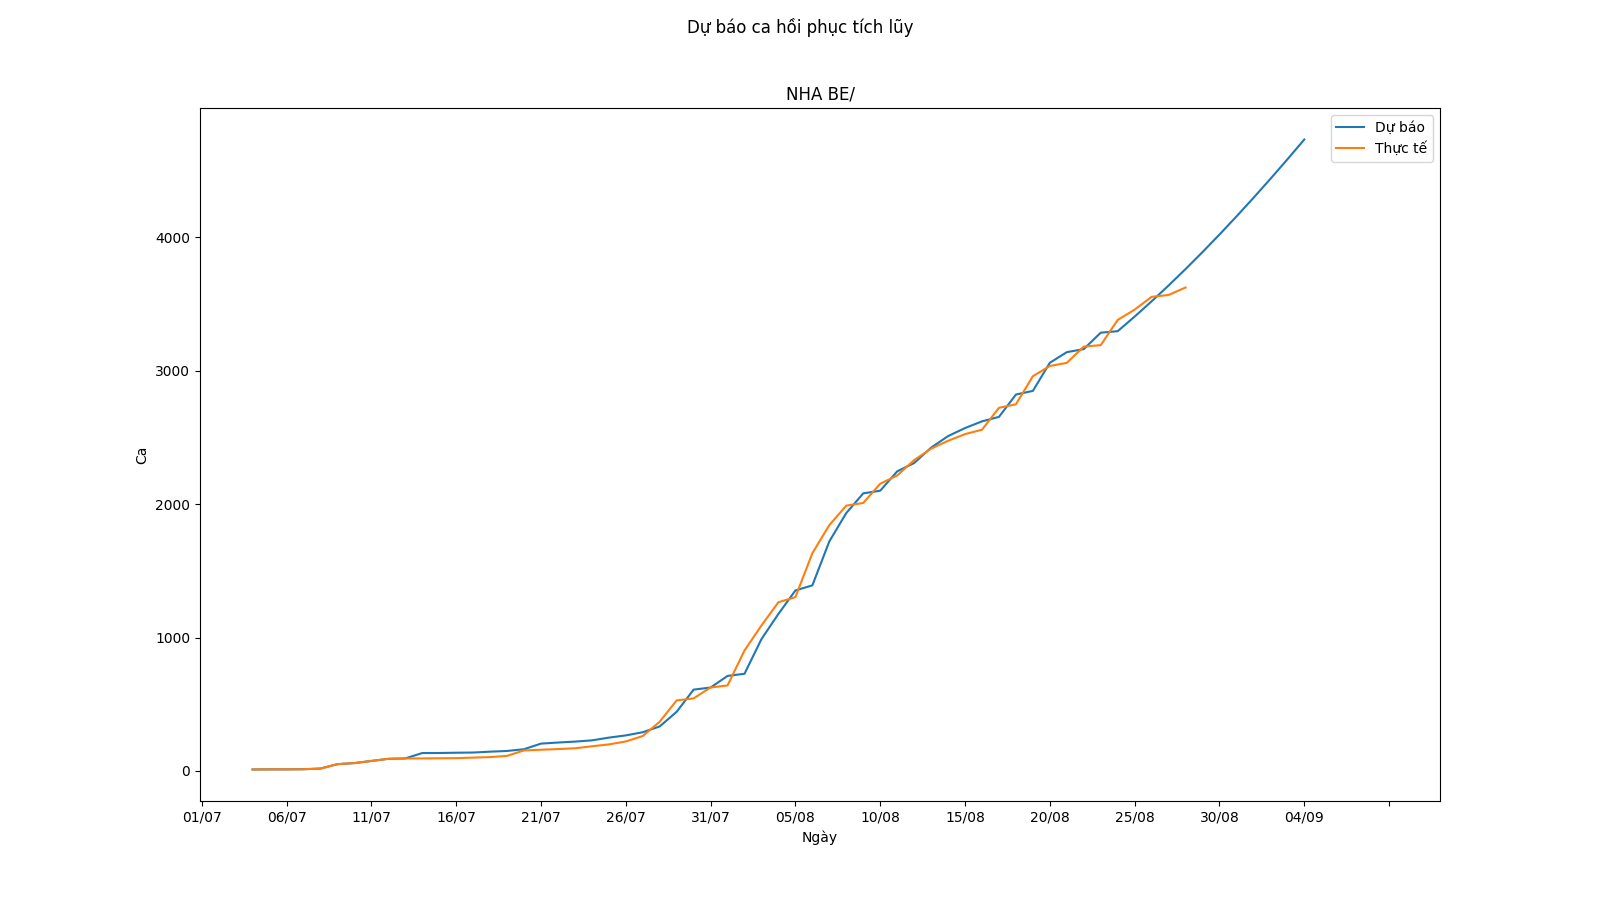 Dự báo ca hồi phục tích lũy
NHA BE/
Dự báo
Thực tế
4000
3000
2000
1000
0
Ca
01/07 06/07 11/07 16/07 21/07 26/07 31/07 05/08 10/08 15/08 20/08 25/08 30/08 04/09
Ngày